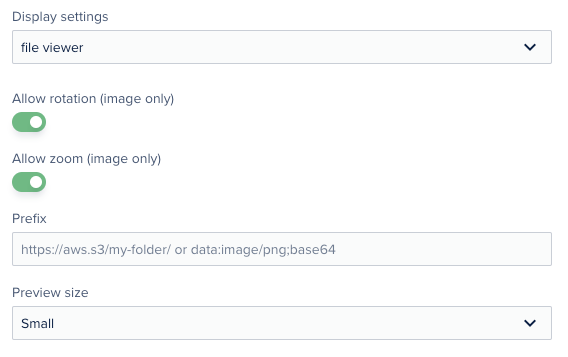 Display settings
file viewer
Allow rotation (image only)
Allow zoom (image only)
Prefix
https://aws.s3/my-folder/ or data:image/png;base64
Preview size
Small